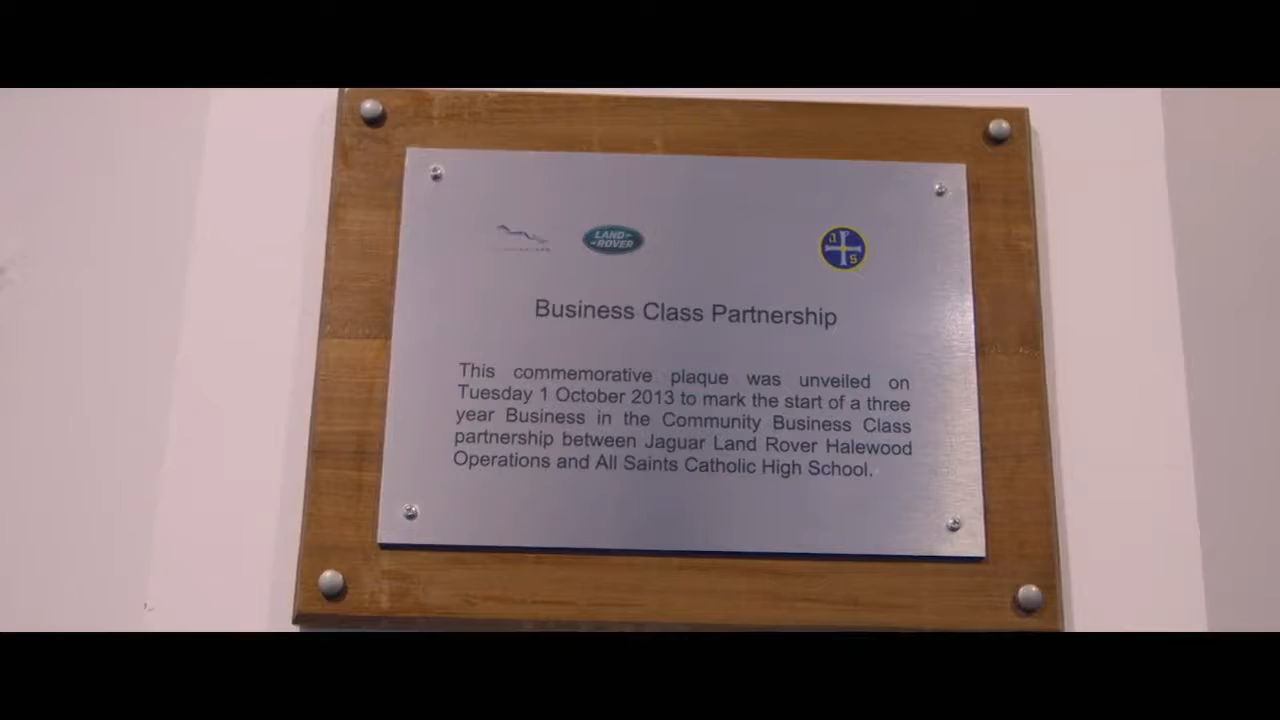 LAND-
-ROVER
a p
s
Business Class Partnership
This commemorative plaque was unveiled on
Tuesday 1 October 2013 to mark the start of a three
year Business in the Community Business Class
partnership between Jaguar Land Rover Halewood
Operations and All Saints Catholic High School.